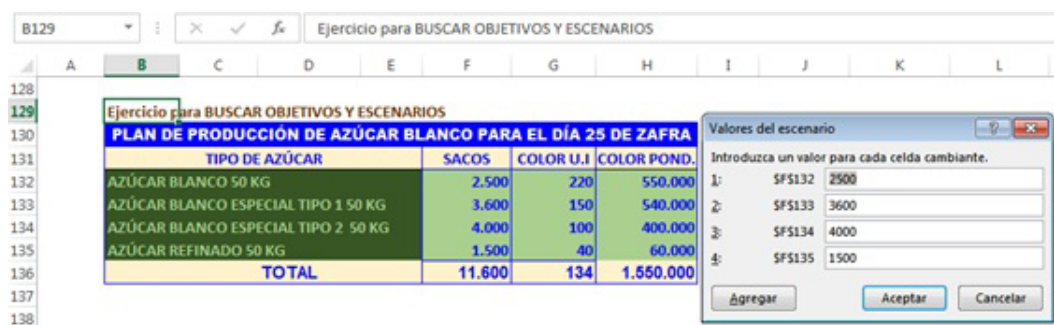 B129 fx Ejercicio para BUSCAR OBJETIVOS Y ESCENARIOS
A B C D E F G H I J K L
128
129 Ejercicio para BUSCAR OBJETIVOS Y ESCENARIOS
130 PLAN DE PRODUCCIÓN DE AZÚCAR BLANCO PARA EL DÍA 25 DE ZAFRA
131 TIPO DE AZÚCAR SACOS COLOR U.I COLOR POND.
132 AZÚCAR BLANCO 50 KG 2.500 220 550.000
133 AZÚCAR BLANCO ESPECIAL TIPO 1 50 KG 3.600 150 540.000
134 AZÚCAR BLANCO ESPECIAL TIPO 2 50 KG 4.000 100 400.000
135 AZÚCAR REFINADO 50 KG 1.500 40 60.000
136 TOTAL 11.600 134 1.550.000
137
138
Valores del escenario
Introduzca un valor para cada celda cambiante.
1: $F$132 2500
2: $F$133 3600
3: $F$134 4000
4: $F$135 1500
Agregar Aceptar Cancelar